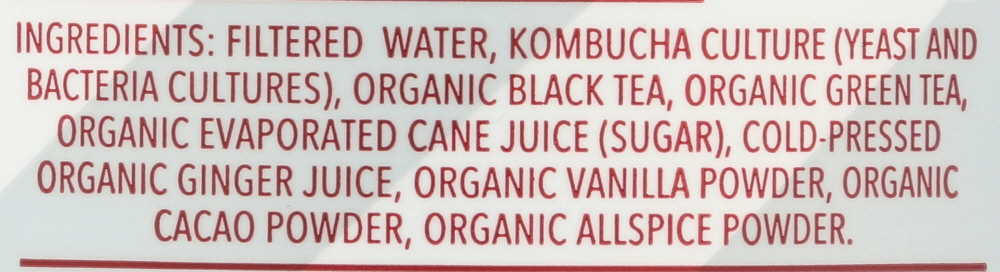 INGREDIENTS: FILTERED WATER, KOMBUCHA CULTURE (YEAST AND
BACTERIA CULTURES), ORGANIC BLACK TEA, ORGANIC GREEN TEA,
ORGANIC EVAPORATED CANE JUICE (SUGAR), COLD-PRESSED
ORGANIC GINGER JUICE, ORGANIC VANILLA POWDER, ORGANIC
CACAO POWDER, ORGANIC ALLSPICE POWDER.